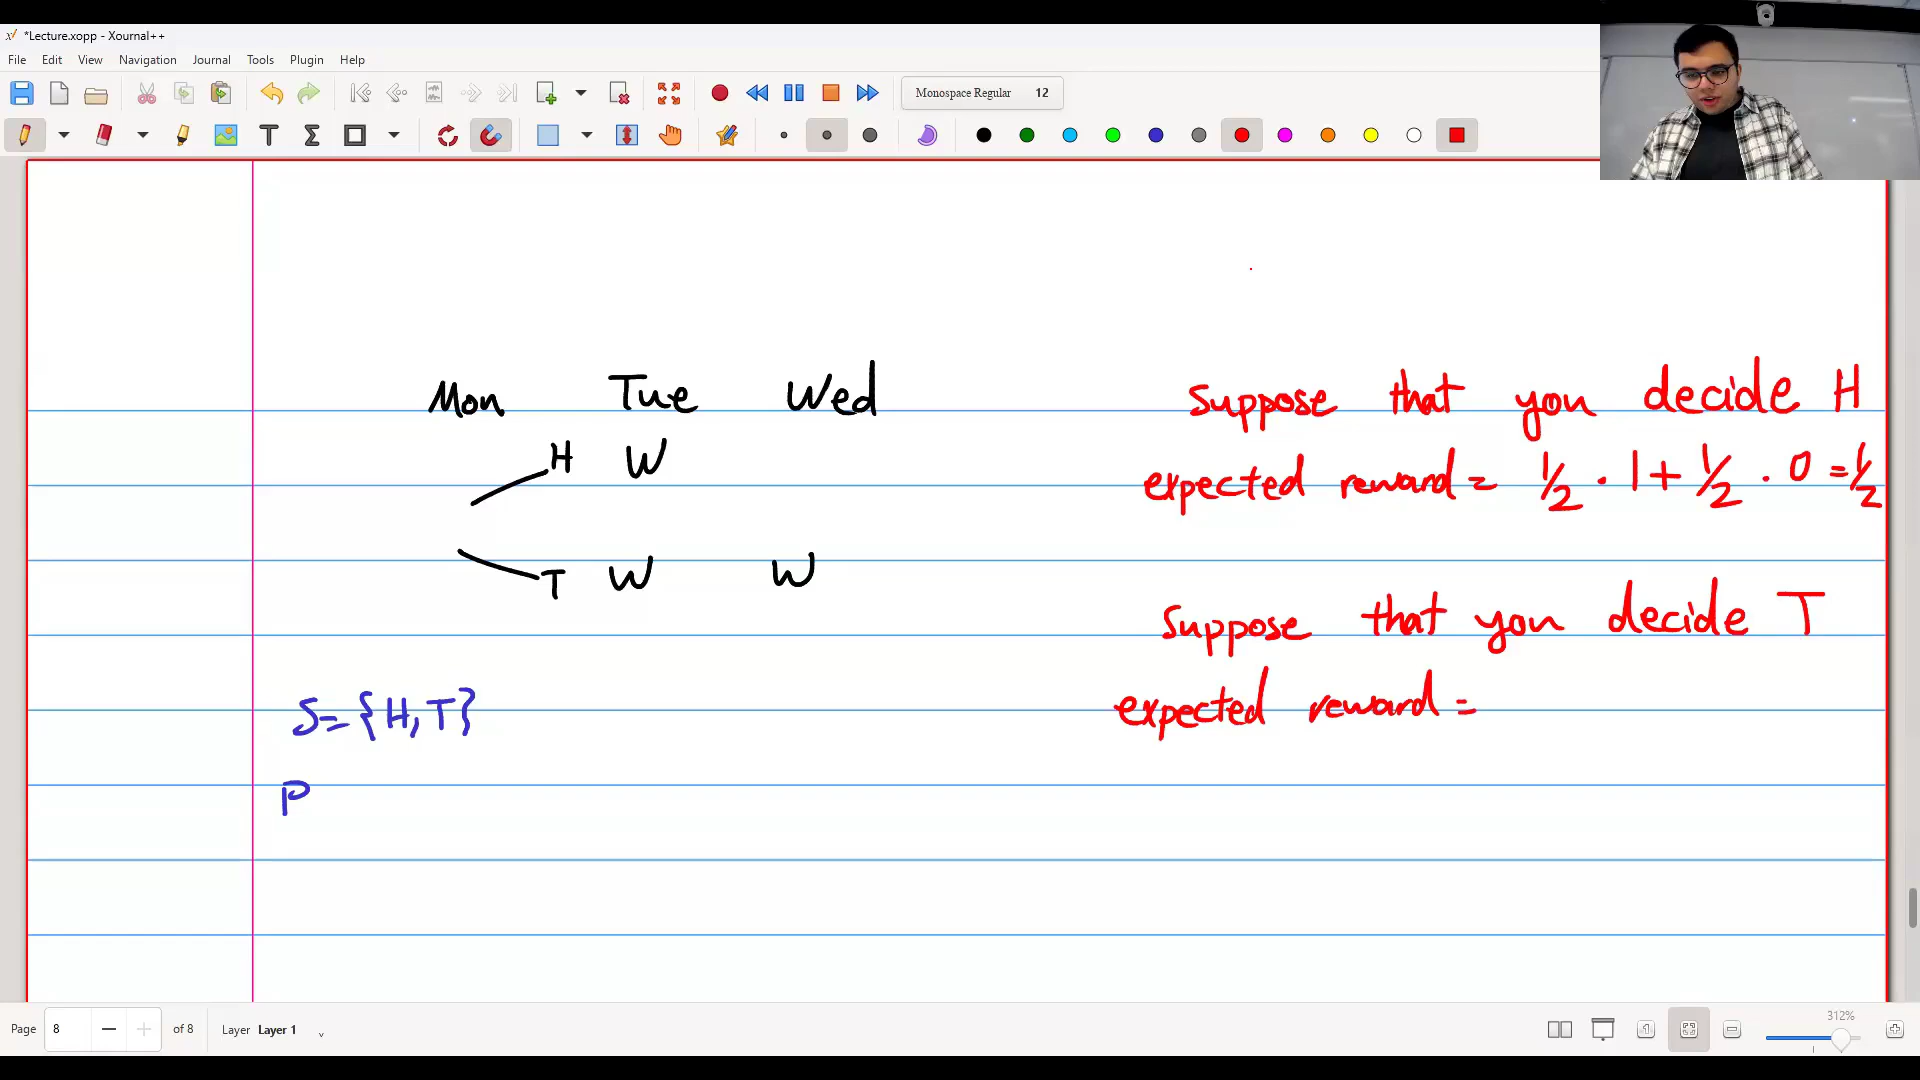 *Lecture.xopp - Xournal++
File Edit View Navigation Journal Tools Plugin Help
Monospace Regular 12
Mon Tue Wed
H W
T W W
S={H,T}
P
suppose that you decide H
expected reward = 1/2 · 1 + 1/2 · 0 = 1/2
suppose that you decide T
expected reward =
Page 8 of 8 Layer Layer 1
312%